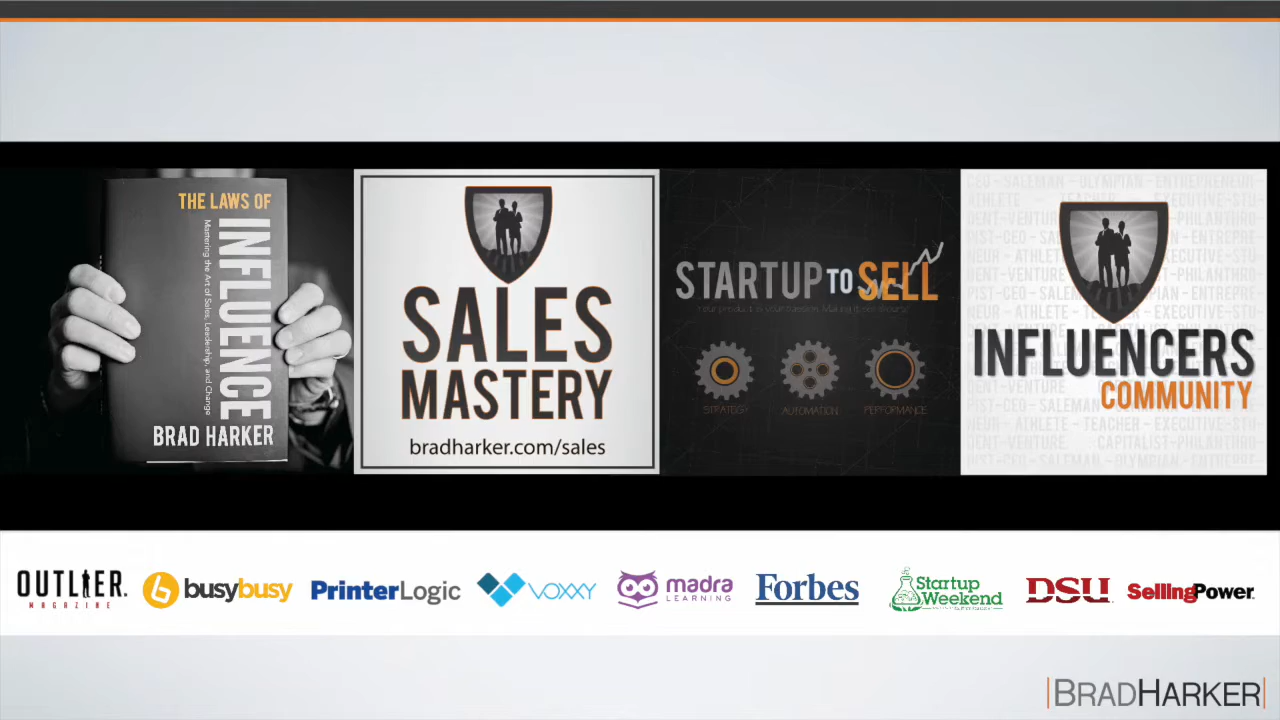 THE LAWS OF
INFLUENCE
Mastering the Art of Sales, Leadership, and Change
BRAD HARKER
SALES
MASTERY
bradharker.com/sales
STARTUP TO SELL
STRATEGY
AUTOMATION
PERFORMANCE
INFLUENCERS
COMMUNITY
OUTLIER.
MAGAZINE
busybusy
PrinterLogic
VOXXY
madra
LEARNING
Forbes
Startup
Weekend
DSU
SellingPower
BRADHARKER